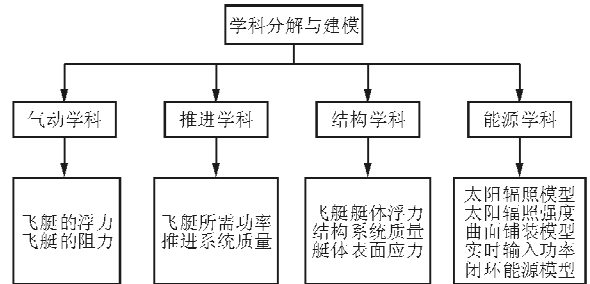 学科分解与建模
气动学科
推进学科
结构学科
能源学科
飞艇的浮力
飞艇的阻力
飞艇所需功率
推进系统质量
飞艇艇体浮力
结构系统质量
艇体表面应力
太阳辐照模型
太阳辐照强度
曲面铺装模型
实时输入功率
闭环能源模型